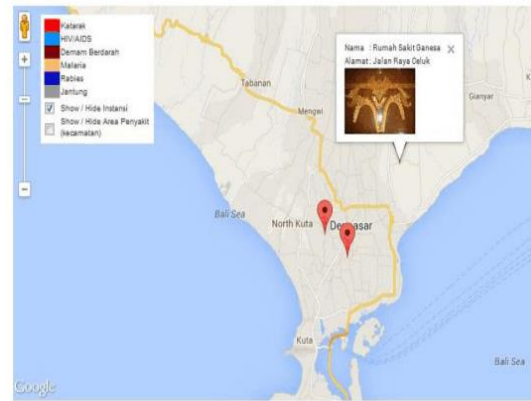 Katarak
HIV/AIDS
Demam Berdarah
Malaria
Rabies
Jantung
Show / Hide Instansi
Show / Hide Area Penyakit
(kecamatan)
Nama : Rumah Sakit Ganesa
Alamat : Jalan Raya Celuk
Tabanan
Mengwi
Gianyar
Bali Sea
North Kuta
Kuta
Bali Sea
Google